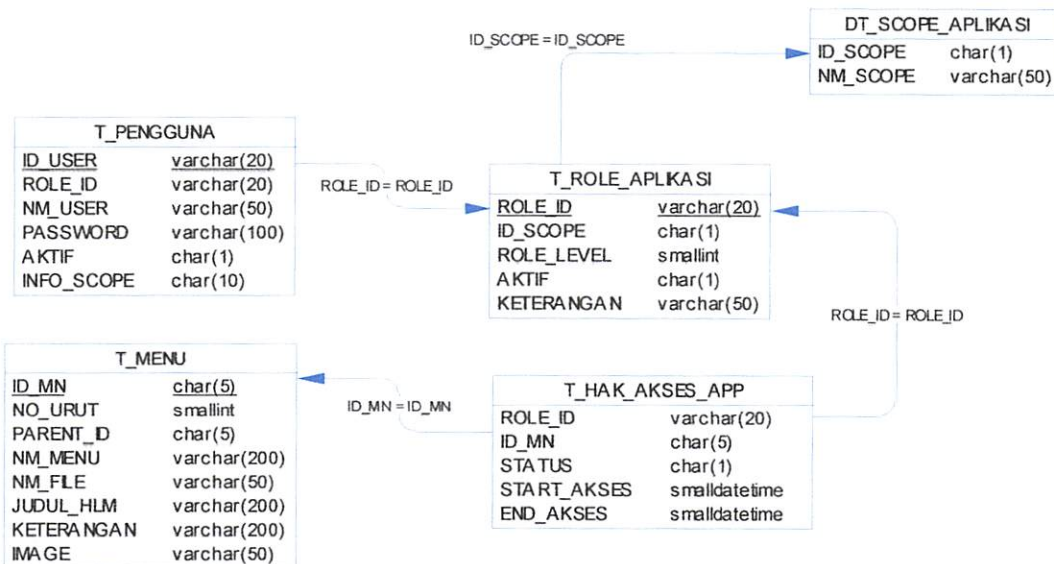 DT_SCOPE_APLIKASI
ID_SCOPE char(1)
NM_SCOPE varchar(50)
ID_SCOPE = ID_SCOPE
T_PENGGUNA
ID_USER varchar(20)
ROLE_ID varchar(20)
NM_USER varchar(50)
PASSWORD varchar(100)
AKTIF char(1)
INFO_SCOPE char(10)
ROLE_ID = ROLE_ID
T_ROLE_APLIKASI
ROLE_ID varchar(20)
ID_SCOPE char(1)
ROLE_LEVEL smallint
AKTIF char(1)
KETERANGAN varchar(50)
ROLE_ID = ROLE_ID
T_MENU
ID_MN char(5)
NO_URUT smallint
PARENT_ID char(5)
NM_MENU varchar(200)
NM_FILE varchar(50)
JUDUL_HLM varchar(200)
KETERANGAN varchar(200)
IMAGE varchar(50)
ID_MN = ID_MN
T_HAK_AKSES_APP
ROLE_ID varchar(20)
ID_MN char(5)
STATUS char(1)
START_AKSES smalldatetime
END_AKSES smalldatetime